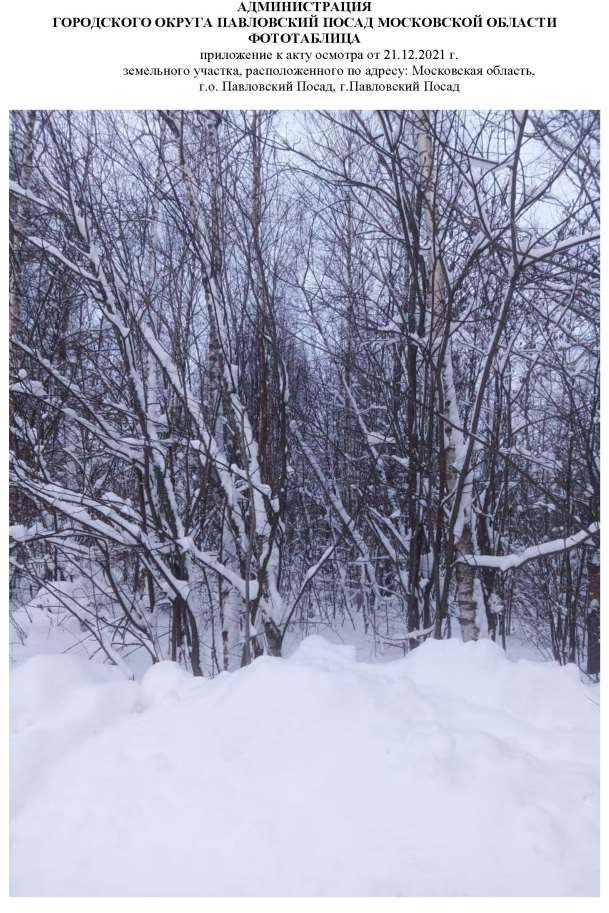 АДМИНИСТРАЦИЯ
ГОРОДСКОГО ОКРУГА ПАВЛОВСКИЙ ПОСАД МОСКОВСКОЙ ОБЛАСТИ
ФОТОТАБЛИЦА
приложение к акту осмотра от 21.12.2021 г.
земельного участка, расположенного по адресу: Московская область,
г.о. Павловский Посад, г.Павловский Посад